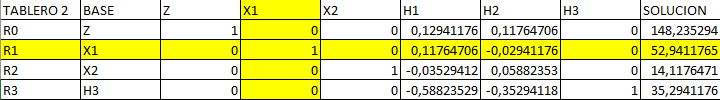 TABLERO 2 BASE Z X1 X2 H1 H2 H3 SOLUCION
R0 Z 1 0 0 0,12941176 0,11764706 0 148,235294
R1 X1 0 1 0 0,11764706 -0,02941176 0 52,9411765
R2 X2 0 0 1 -0,03529412 0,05882353 0 14,1176471
R3 H3 0 0 0 -0,58823529 -0,35294118 1 35,2941176